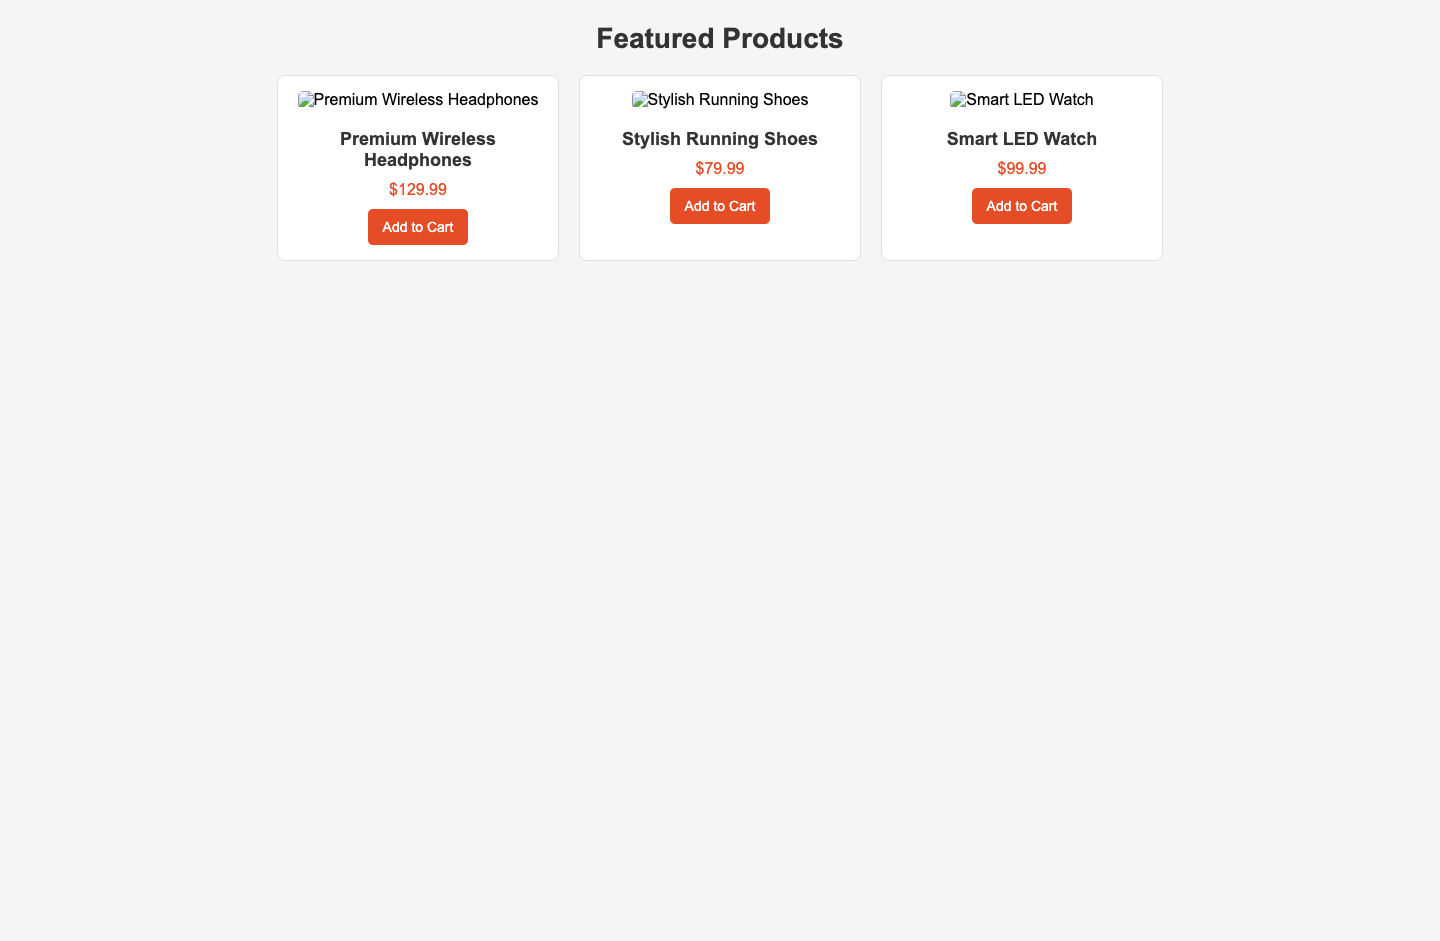 Featured Products
Premium Wireless Headphones
Premium Wireless
Headphones
$129.99
Add to Cart
Stylish Running Shoes
Stylish Running Shoes
$79.99
Add to Cart
Smart LED Watch
Smart LED Watch
$99.99
Add to Cart